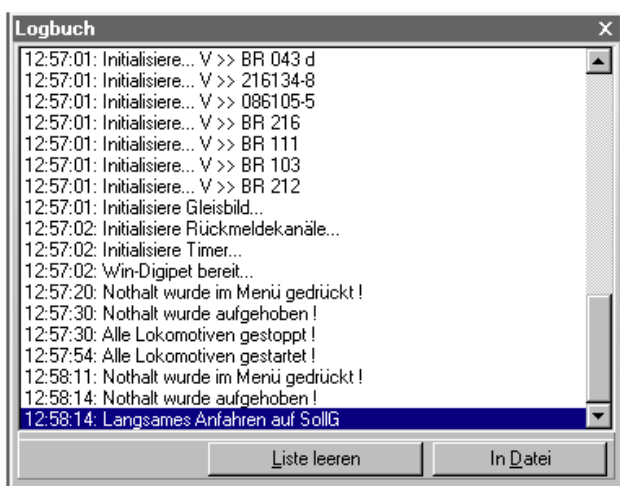 Logbuch
12:57:01: Initialisiere... V >> BR 043 d
12:57:01: Initialisiere... V >> 216134-8
12:57:01: Initialisiere... V >> 086105-5
12:57:01: Initialisiere... V >> BR 216
12:57:01: Initialisiere... V >> BR 111
12:57:01: Initialisiere... V >> BR 103
12:57:01: Initialisiere... V >> BR 212
12:57:01: Initialisiere Gleisbild...
12:57:02: Initialisiere Rückmeldekanäle...
12:57:02: Initialisiere Timer...
12:57:02: Win-Digipet bereit...
12:57:20: Nothalt wurde im Menü gedrückt !
12:57:30: Nothalt wurde aufgehoben !
12:57:30: Alle Lokomotiven gestoppt !
12:57:54: Alle Lokomotiven gestartet !
12:58:11: Nothalt wurde im Menü gedrückt !
12:58:14: Nothalt wurde aufgehoben !
12:58:14: Langsames Anfahren auf SollG
Liste leeren
In Datei